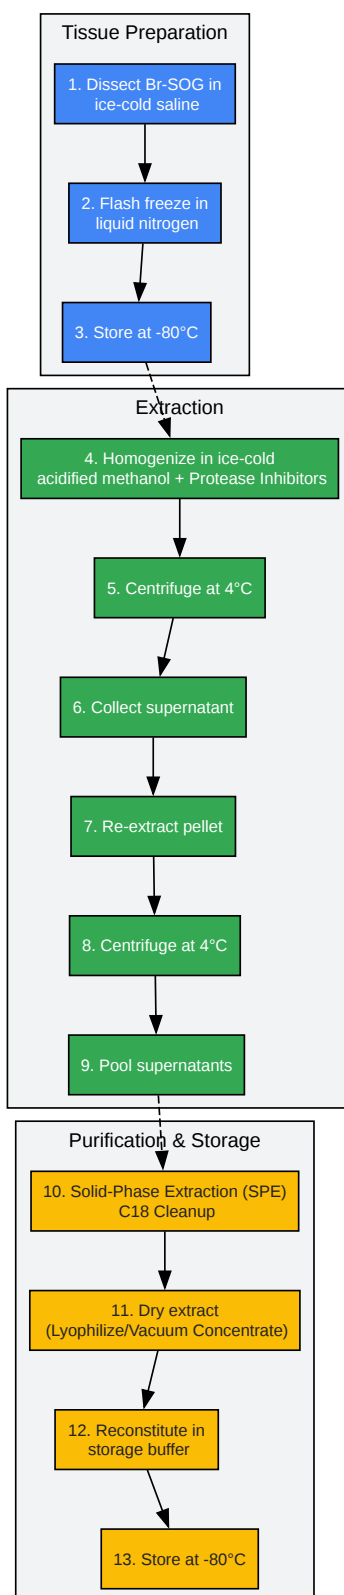 Tissue Preparation
1. Dissect Br-SOG in
ice-cold saline
2. Flash freeze in
liquid nitrogen
3. Store at -80°C
Extraction
4. Homogenize in ice-cold
acidified methanol + Protease Inhibitors
5. Centrifuge at 4°C
6. Collect supernatant
7. Re-extract pellet
8. Centrifuge at 4°C
9. Pool supernatants
Purification & Storage
10. Solid-Phase Extraction (SPE)
C18 Cleanup
11. Dry extract
(Lyophilize/Vacuum Concentrate)
12. Reconstitute in
storage buffer
13. Store at -80°C